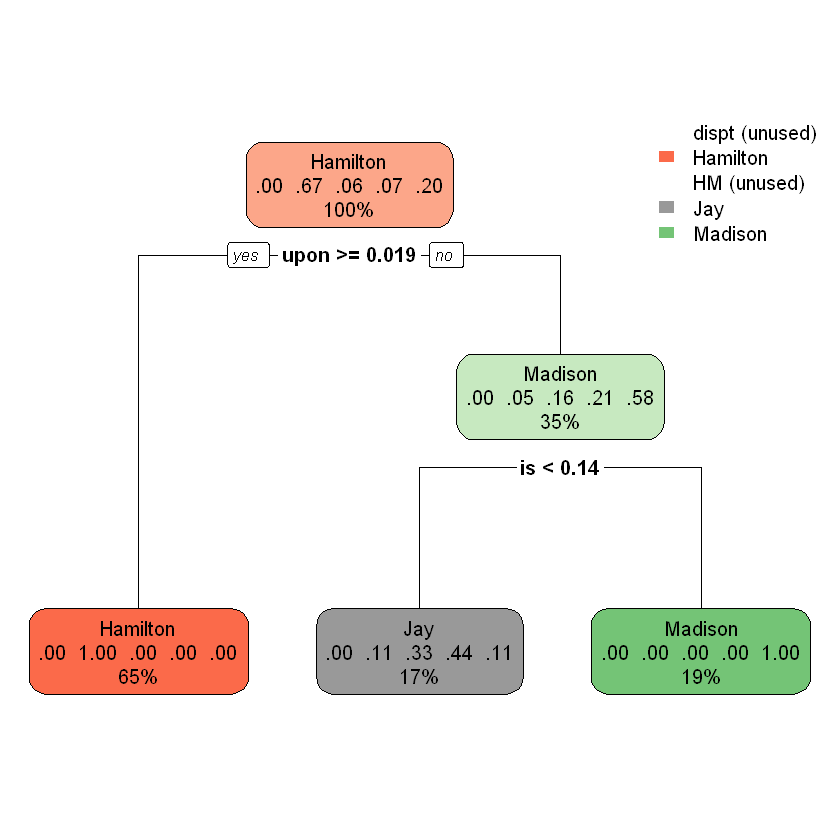 dispt (unused)
Hamilton
HM (unused)
Jay
Madison
Hamilton
.00 .67 .06 .07 .20
100%
yes upon >= 0.019 no
Madison
.00 .05 .16 .21 .58
35%
is < 0.14
Hamilton
.00 1.00 .00 .00 .00
65%
Jay
.00 .11 .33 .44 .11
17%
Madison
.00 .00 .00 .00 1.00
19%